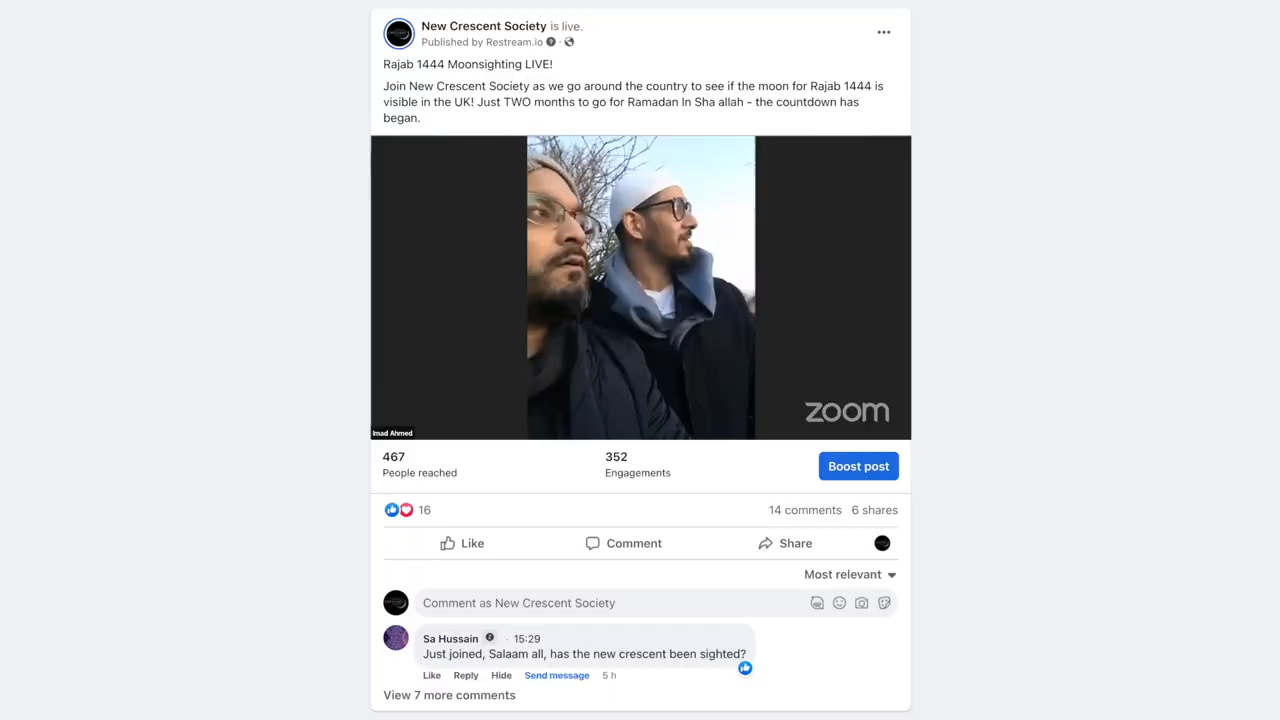 New Crescent Society is live.
Published by Restream.io
Rajab 1444 Moonsighting LIVE!
Join New Crescent Society as we go around the country to see if the moon for Rajab 1444 is
visible in the UK! Just TWO months to go for Ramadan In Sha allah - the countdown has
began.
zoom
Imad Ahmed
467 352
People reached Engagements
Boost post
16 14 comments 6 shares
Like Comment Share
Most relevant
Comment as New Crescent Society
Sa Hussain · 15:29
Just joined, Salaam all, has the new crescent been sighted?
Like Reply Hide Send message 5 h
View 7 more comments